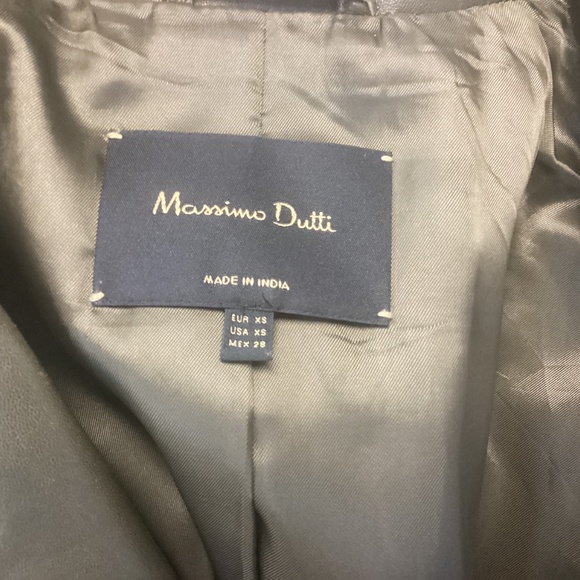 Massimo Dutti
MADE IN INDIA
EUR XS
USA XS
MEX 28